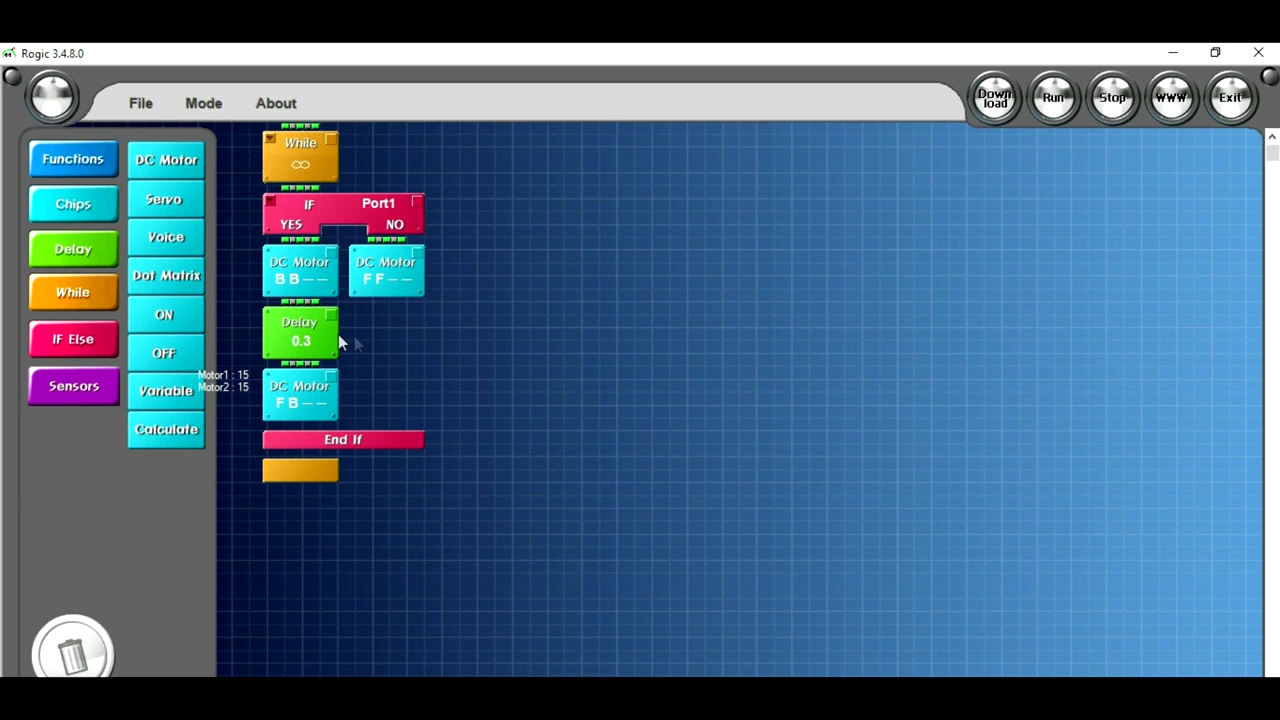 Rogic 3.4.8.0
File Mode About
Down load Run Stop WWW Exit
Functions
Chips
Delay
While
IF Else
Sensors
DC Motor
Servo
Voice
Dot Matrix
ON
OFF
Variable
Calculate
Motor1 : 15
Motor2 : 15
While
∞
IF Port1
YES NO
DC Motor
B B — —
DC Motor
F F — —
Delay
0.3
DC Motor
F B — —
End If